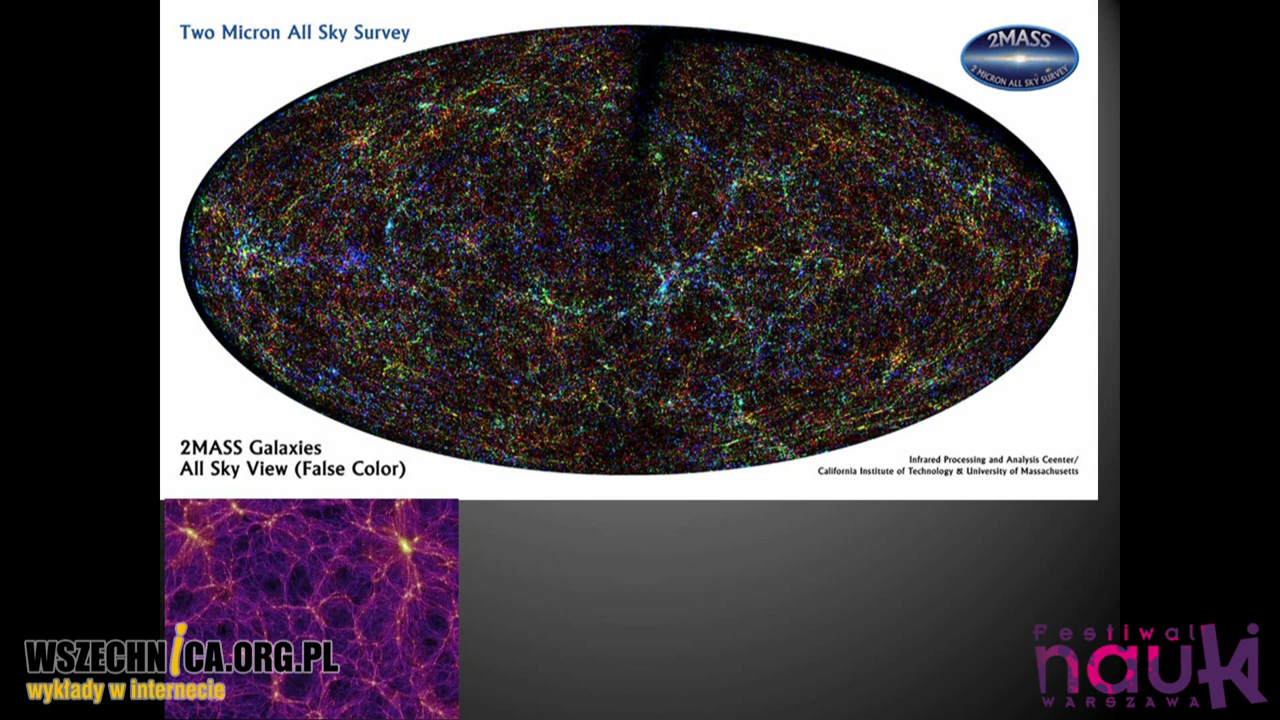 Two Micron All Sky Survey
2MASS
2 MICRON ALL SKY SURVEY
2MASS Galaxies
All Sky View (False Color)
Infrared Processing and Analysis Ceenter/
California Institute of Technology & University of Massachusetts
WSZECHNiCA.ORG.PL
wykłady w internecie
Festiwal
nauki
WARSZAWA